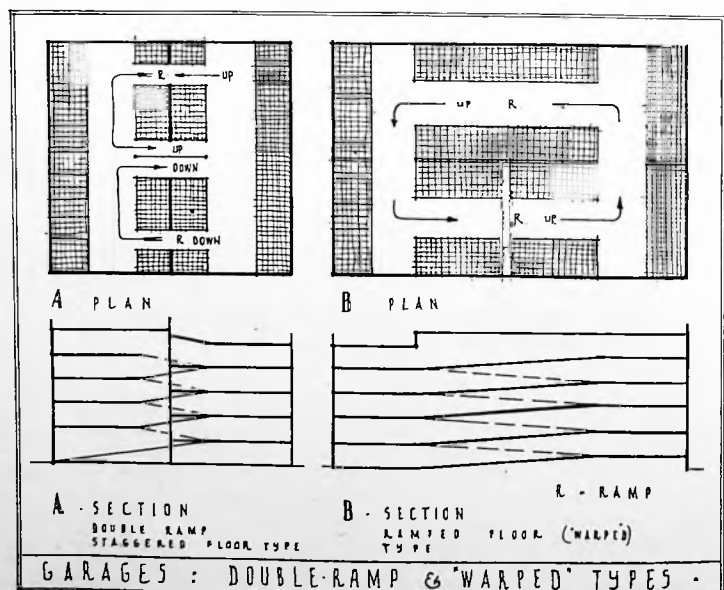 R UP
UP
DOWN
R DOWN
UP R
R UP
A PLAN
B PLAN
R - RAMP
A - SECTION
DOUBLE RAMP
STAGGERED FLOOR TYPE
B - SECTION
RAMPED FLOOR ("WARPED")
TYPE
GARAGES : DOUBLE-RAMP & "WARPED" TYPES -